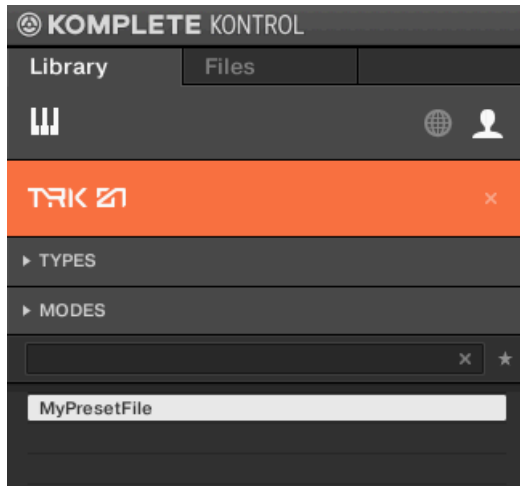 KOMPLETE KONTROL
Library
Files
TRK 01
TYPES
MODES
MyPresetFile